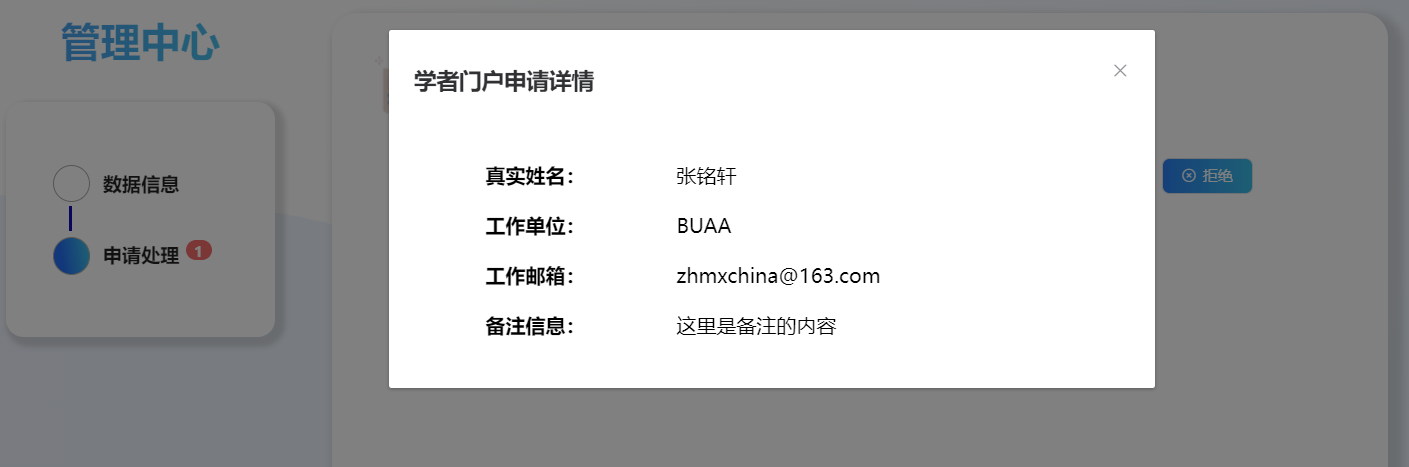 管理中心
数据信息
申请处理 1
学者门户申请详情
真实姓名： 张铭轩
工作单位： BUAA
工作邮箱： zhmxchina@163.com
备注信息： 这里是备注的内容
拒绝